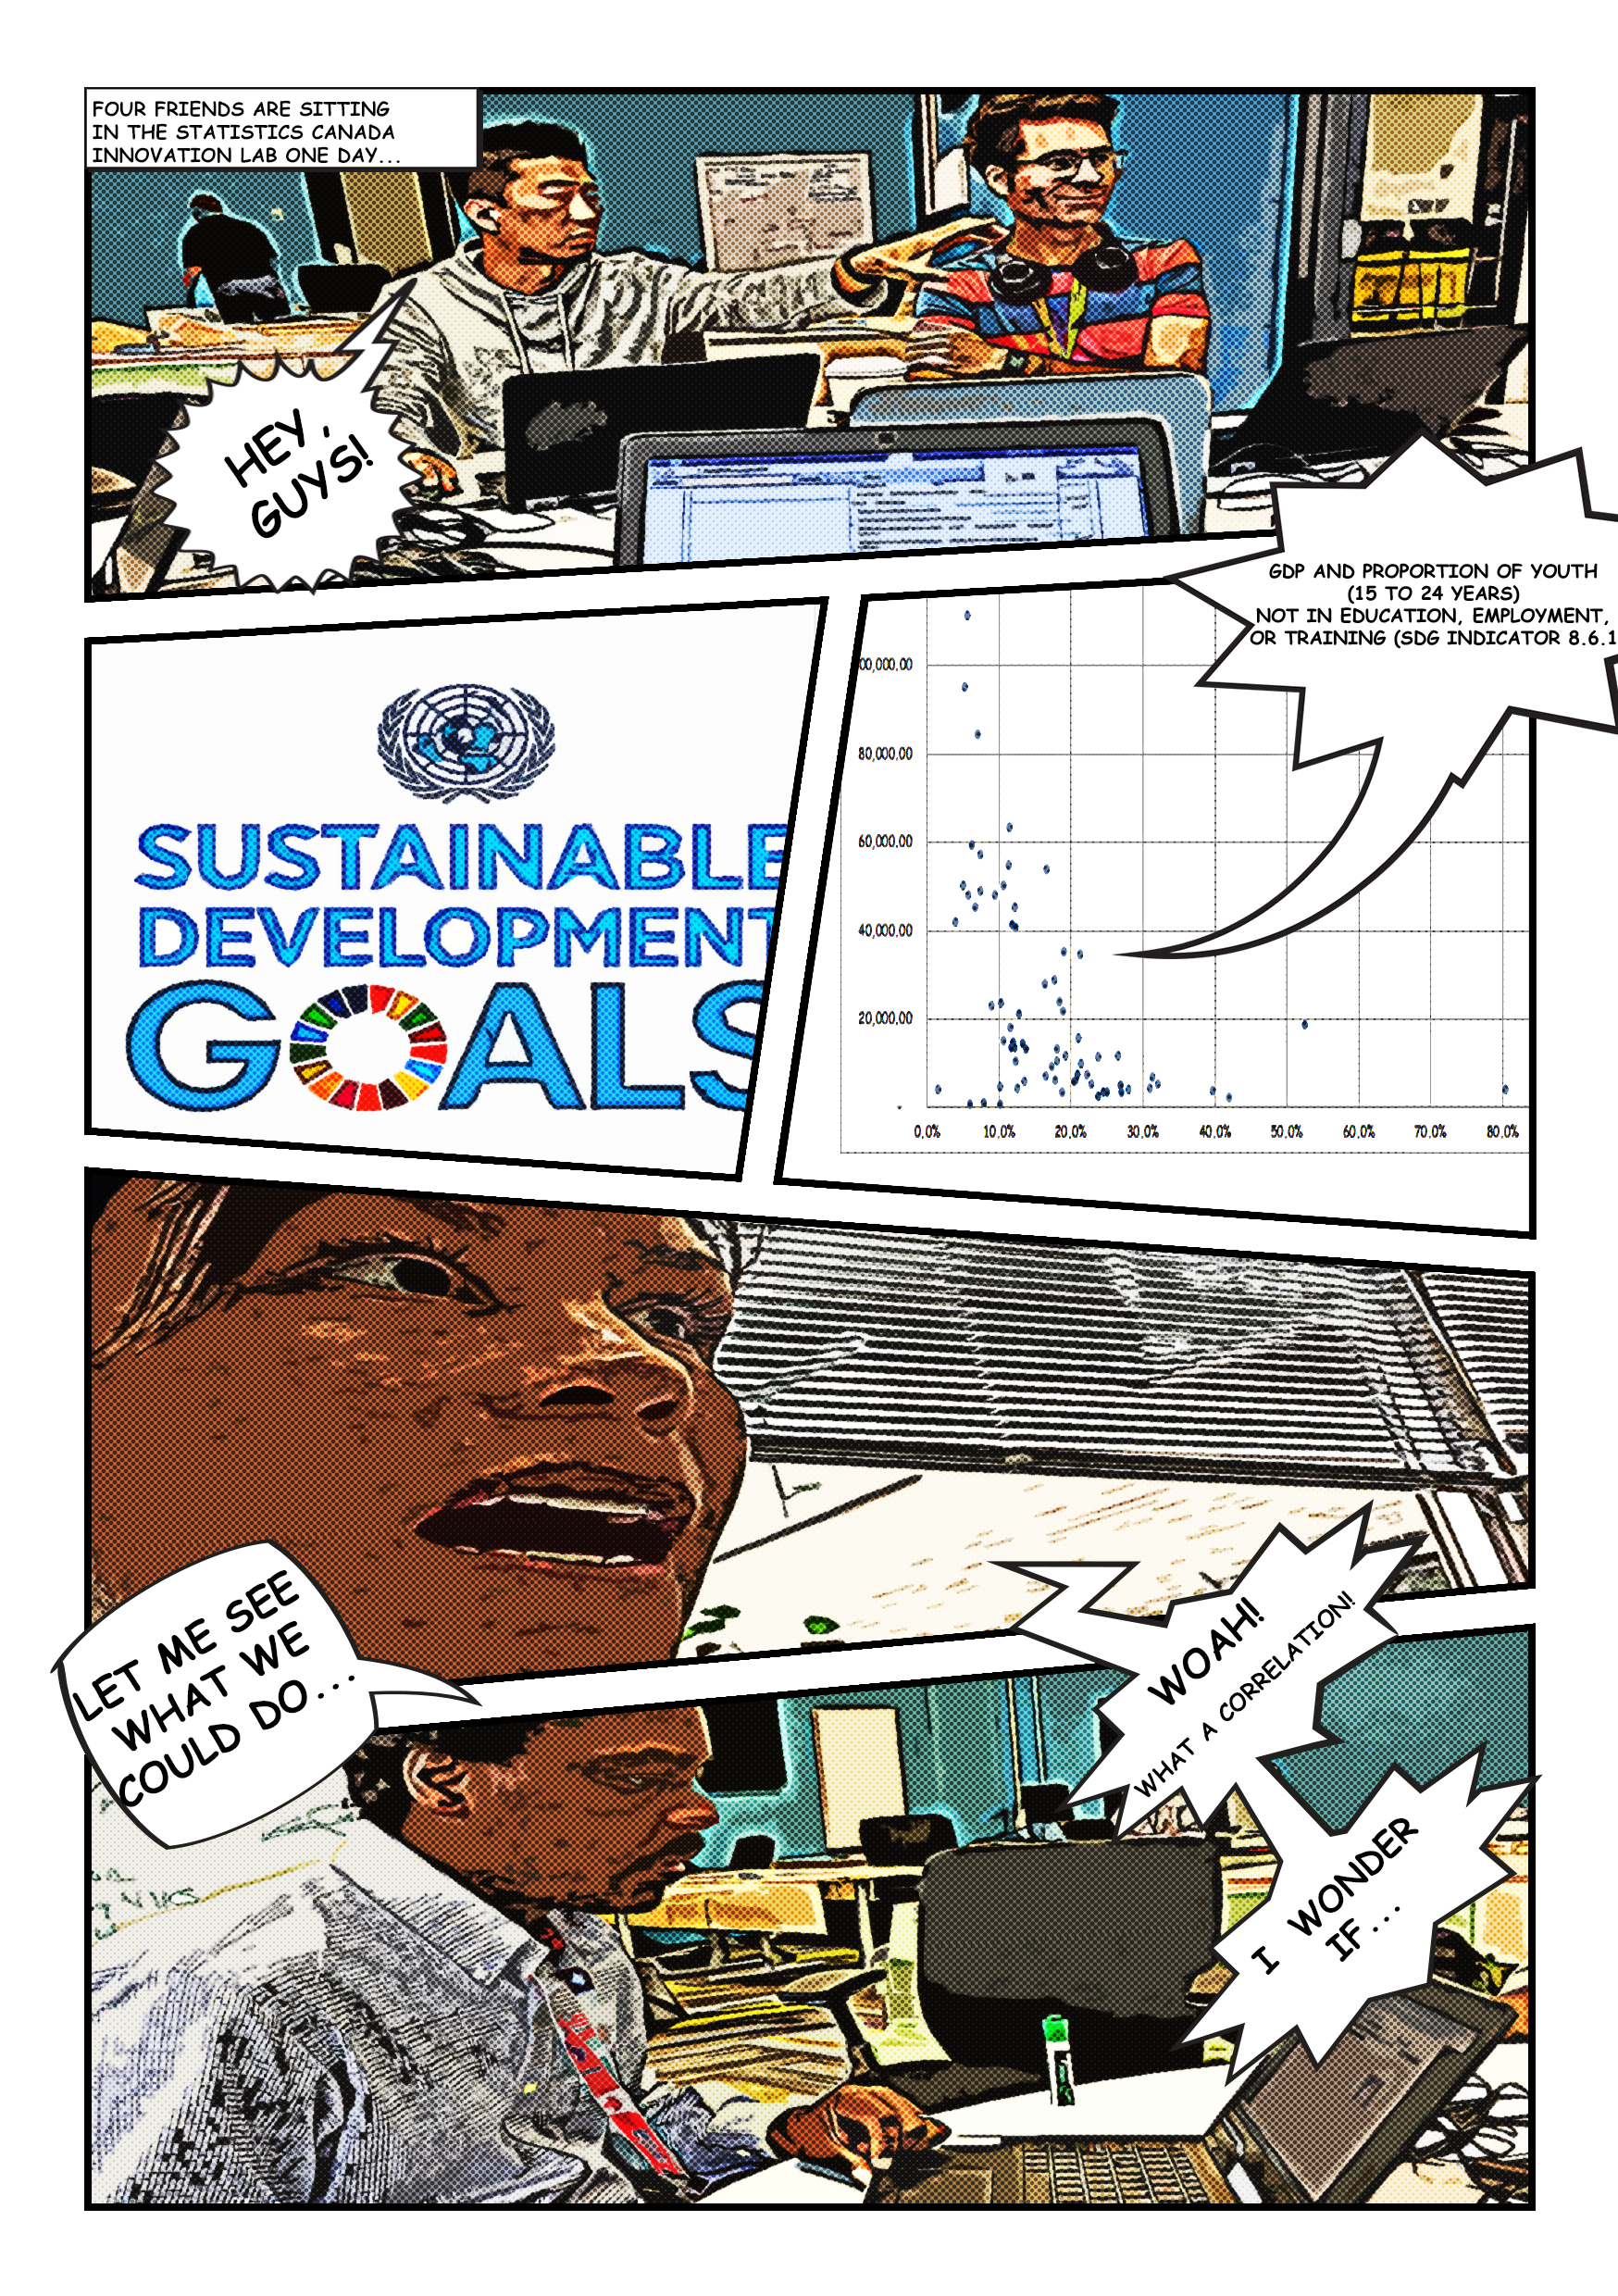 FOUR FRIENDS ARE SITTING
IN THE STATISTICS CANADA
INNOVATION LAB ONE DAY...
HEY,
GUYS!
GDP AND PROPORTION OF YOUTH
(15 TO 24 YEARS)
NOT IN EDUCATION, EMPLOYMENT,
OR TRAINING (SDG INDICATOR 8.6.1
SUSTAINABLE
DEVELOPMENT
GOALS
00,000.00
80,000.00
60,000.00
40,000.00
20,000.00
0.0% 10.0% 20.0% 30.0% 40.0% 50.0% 60.0% 70.0% 80.0%
LET ME SEE
WHAT WE
COULD DO...
WOAH!
WHAT A CORRELATION!
I WONDER
IF...